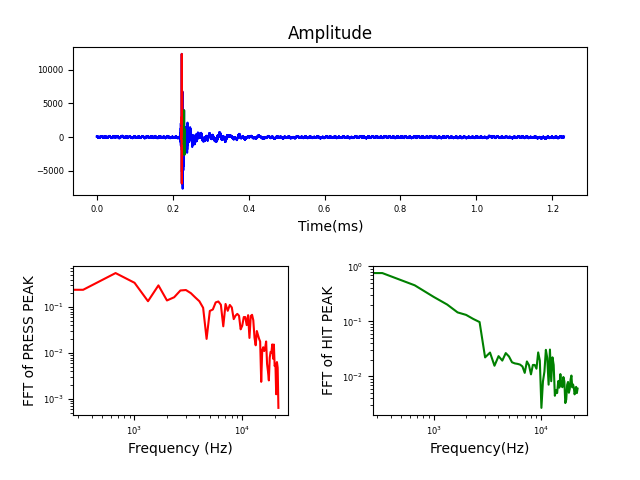 Amplitude
10000
5000
0
−5000
0.0 0.2 0.4 0.6 0.8 1.0 1.2
Time(ms)
FFT of PRESS PEAK
10⁻¹
10⁻²
10⁻³
10³ 10⁴
Frequency (Hz)
FFT of HIT PEAK
10⁰
10⁻¹
10⁻²
10³ 10⁴
Frequency(Hz)